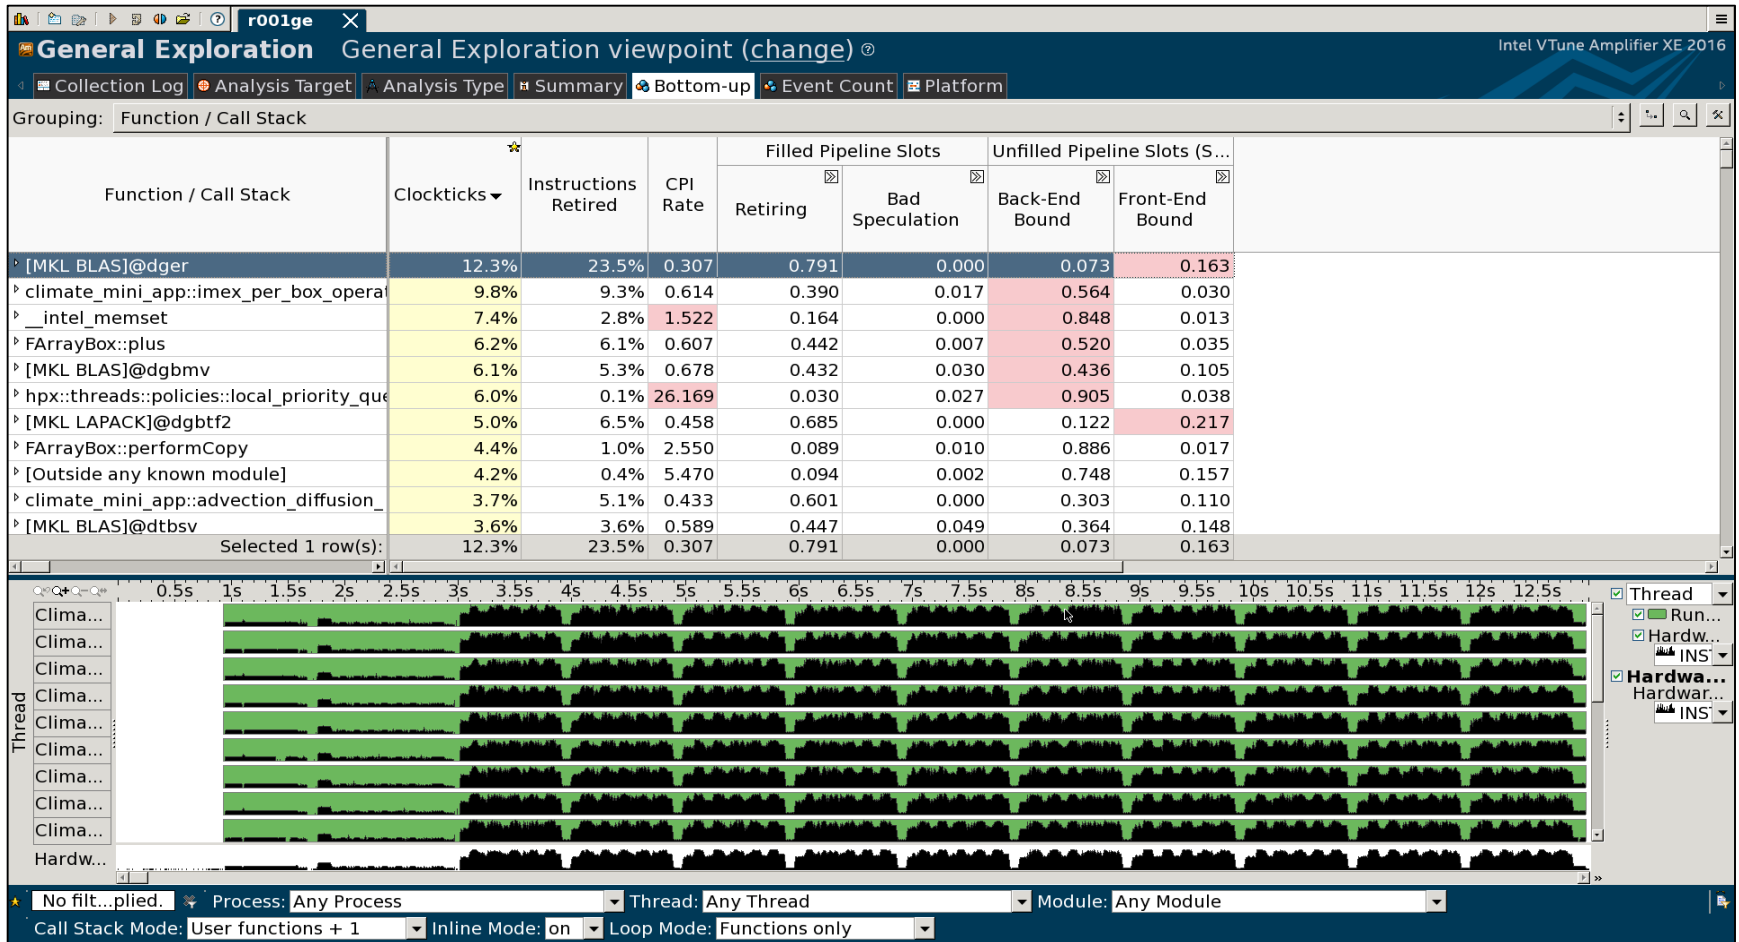 r001ge
General Exploration General Exploration viewpoint (change)
Intel VTune Amplifier XE 2016
Collection Log Analysis Target Analysis Type Summary Bottom-up Event Count Platform
Grouping: Function / Call Stack
Function / Call Stack Clockticks Instructions Retired CPI Rate Filled Pipeline Slots Unfilled Pipeline Slots (S...
Retiring Bad Speculation Back-End Bound Front-End Bound
[MKL BLAS]@dger 12.3% 23.5% 0.307 0.791 0.000 0.073 0.163
climate_mini_app::imex_per_box_opera 9.8% 9.3% 0.614 0.390 0.017 0.564 0.030
__intel_memset 7.4% 2.8% 1.522 0.164 0.000 0.848 0.013
FArrayBox::plus 6.2% 6.1% 0.607 0.442 0.007 0.520 0.035
[MKL BLAS]@dgbmv 6.1% 5.3% 0.678 0.432 0.030 0.436 0.105
hpx::threads::policies::local_priority_que 6.0% 0.1% 26.169 0.030 0.027 0.905 0.038
[MKL LAPACK]@dgbtf2 5.0% 6.5% 0.458 0.685 0.000 0.122 0.217
FArrayBox::performCopy 4.4% 1.0% 2.550 0.089 0.010 0.886 0.017
[Outside any known module] 4.2% 0.4% 5.470 0.094 0.002 0.748 0.157
climate_mini_app::advection_diffusion_ 3.7% 5.1% 0.433 0.601 0.000 0.303 0.110
[MKL BLAS]@dtbsv 3.6% 3.6% 0.589 0.447 0.049 0.364 0.148
Selected 1 row(s): 12.3% 23.5% 0.307 0.791 0.000 0.073 0.163
0.5s 1s 1.5s 2s 2.5s 3s 3.5s 4s 4.5s 5s 5.5s 6s 6.5s 7s 7.5s 8s 8.5s 9s 9.5s 10s 10.5s 11s 11.5s 12s 12.5s
Thread
Clima...
Clima...
Clima...
Clima...
Clima...
Clima...
Clima...
Clima...
Clima...
Hardw...
Thread
Run...
Hardw...
INS
Hardwa...
Hardwar...
INS
No filt...plied. Process: Any Process Thread: Any Thread Module: Any Module
Call Stack Mode: User functions + 1 Inline Mode: on Loop Mode: Functions only